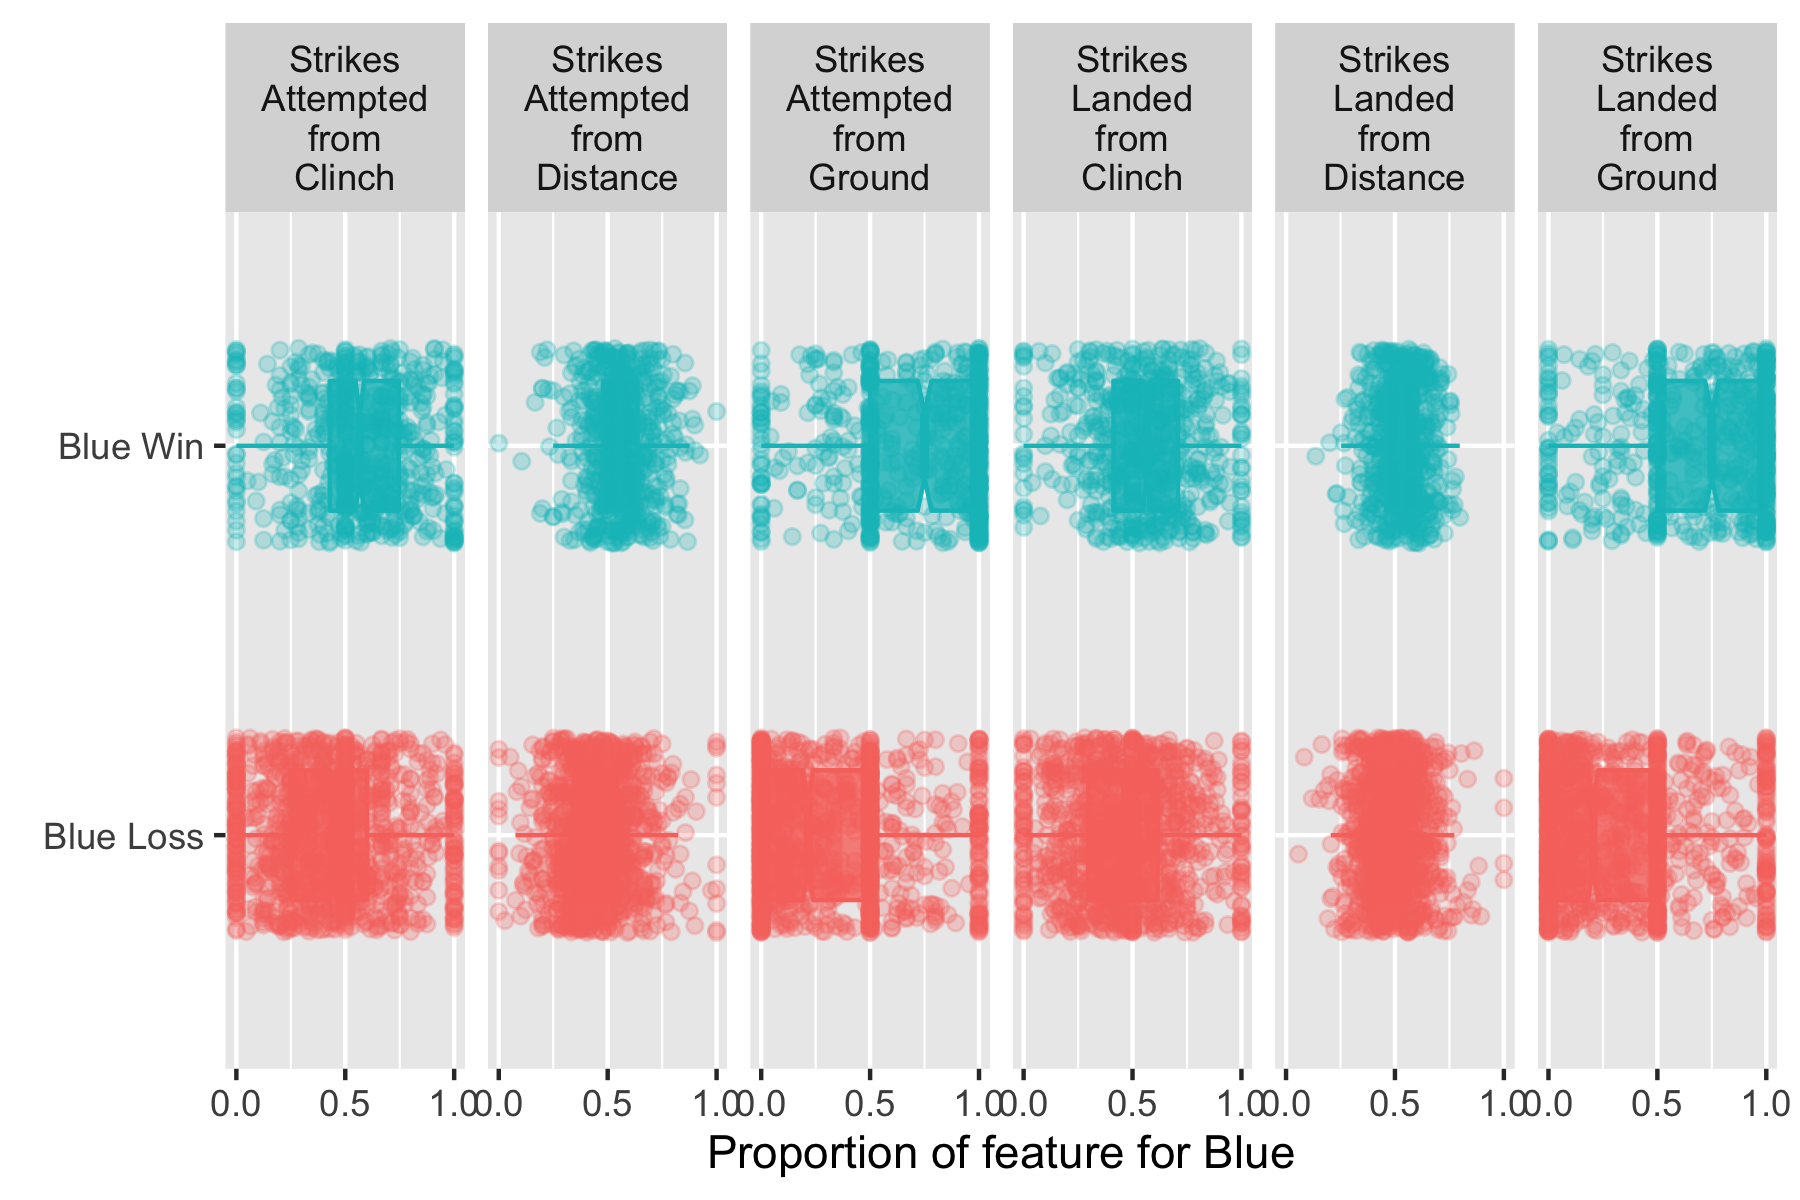 Strikes
Attempted
from
Clinch
Strikes
Attempted
from
Distance
Strikes
Attempted
from
Ground
Strikes
Landed
from
Clinch
Strikes
Landed
from
Distance
Strikes
Landed
from
Ground
Blue Win
Blue Loss
0.0 0.5 1.0 0.0 0.5 1.0 0.0 0.5 1.0 0.0 0.5 1.0 0.0 0.5 1.0 0.0 0.5 1.0
Proportion of feature for Blue